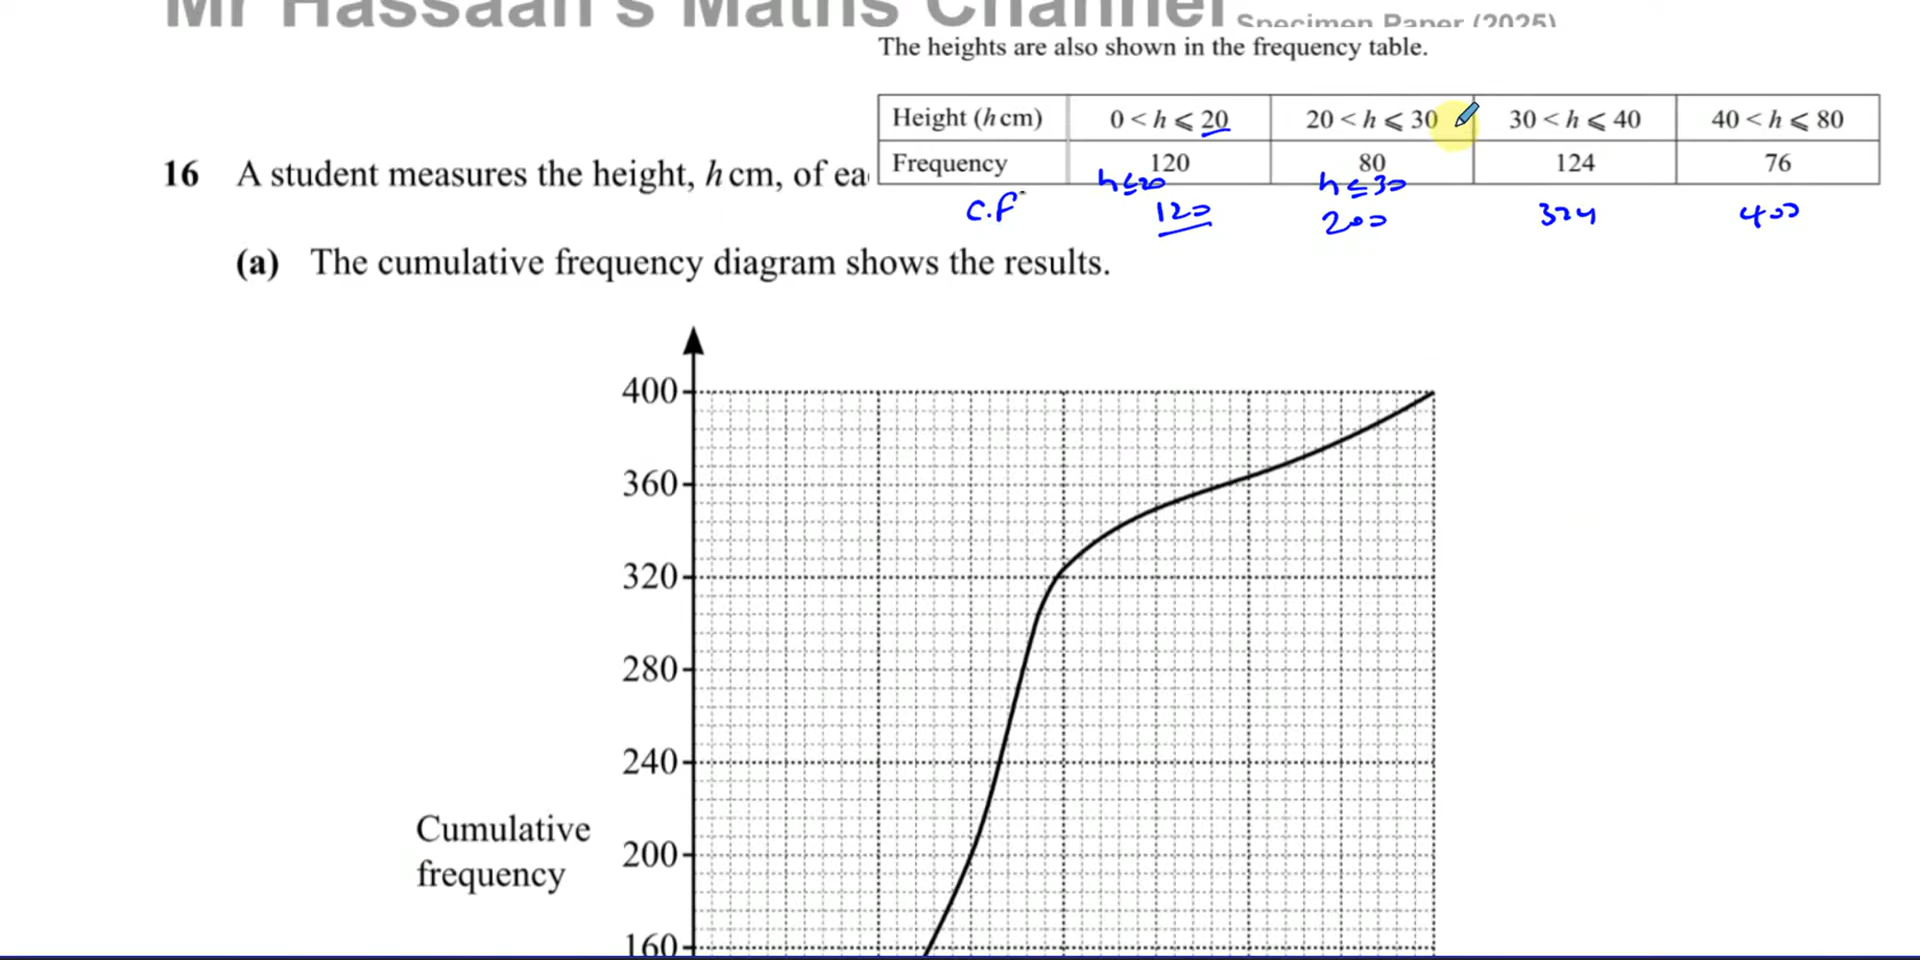 Mr Hassaan's Maths Channel Specimen Paper (2025)
The heights are also shown in the frequency table.
Height (h cm) 0 < h ⩽ 20 20 < h ⩽ 30 30 < h ⩽ 40 40 < h ⩽ 80
Frequency 120 80 124 76
h≤20 h≤30
C.F 120 200 324 400
16 A student measures the height, h cm, of ea
(a) The cumulative frequency diagram shows the results.
400
360
320
280
240
Cumulative
frequency
200
160